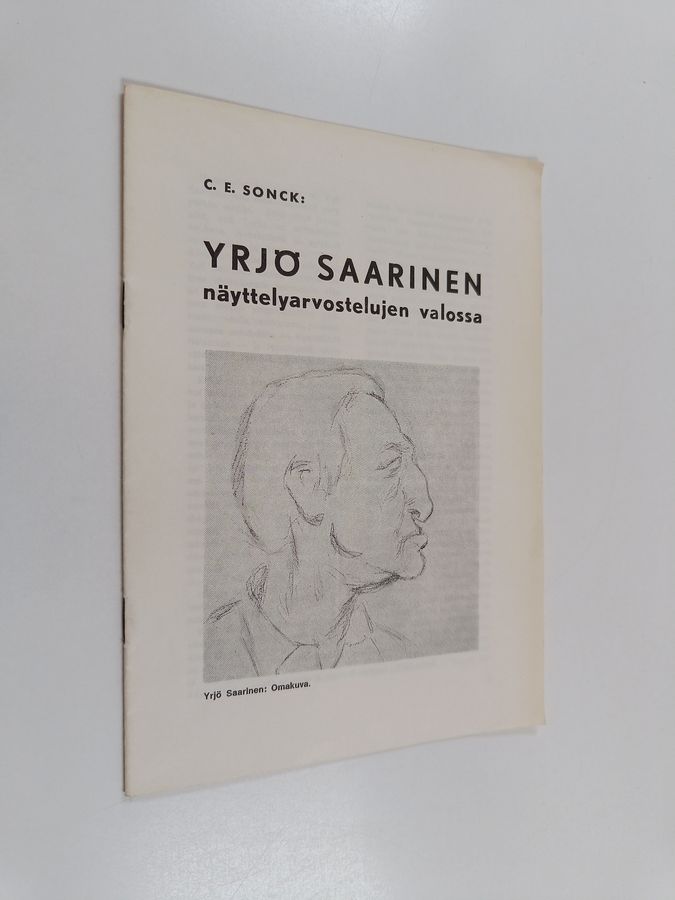 C. E. SONCK:
YRJÖ SAARINEN
näyttelyarvostelujen valossa
Yrjö Saarinen: Omakuva.